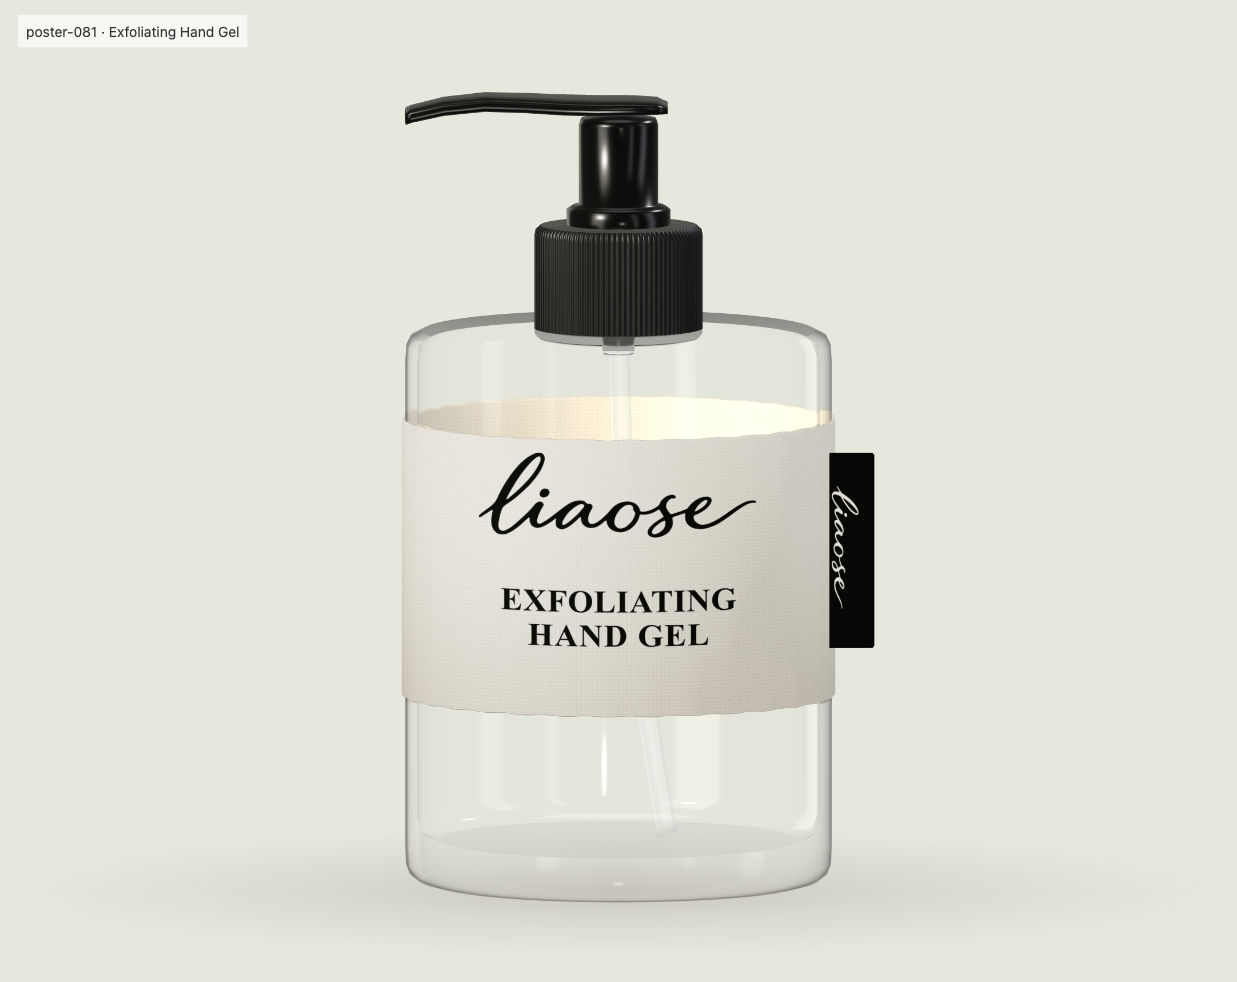 poster-081 · Exfoliating Hand Gel
liaose
EXFOLIATING
HAND GEL
liaose